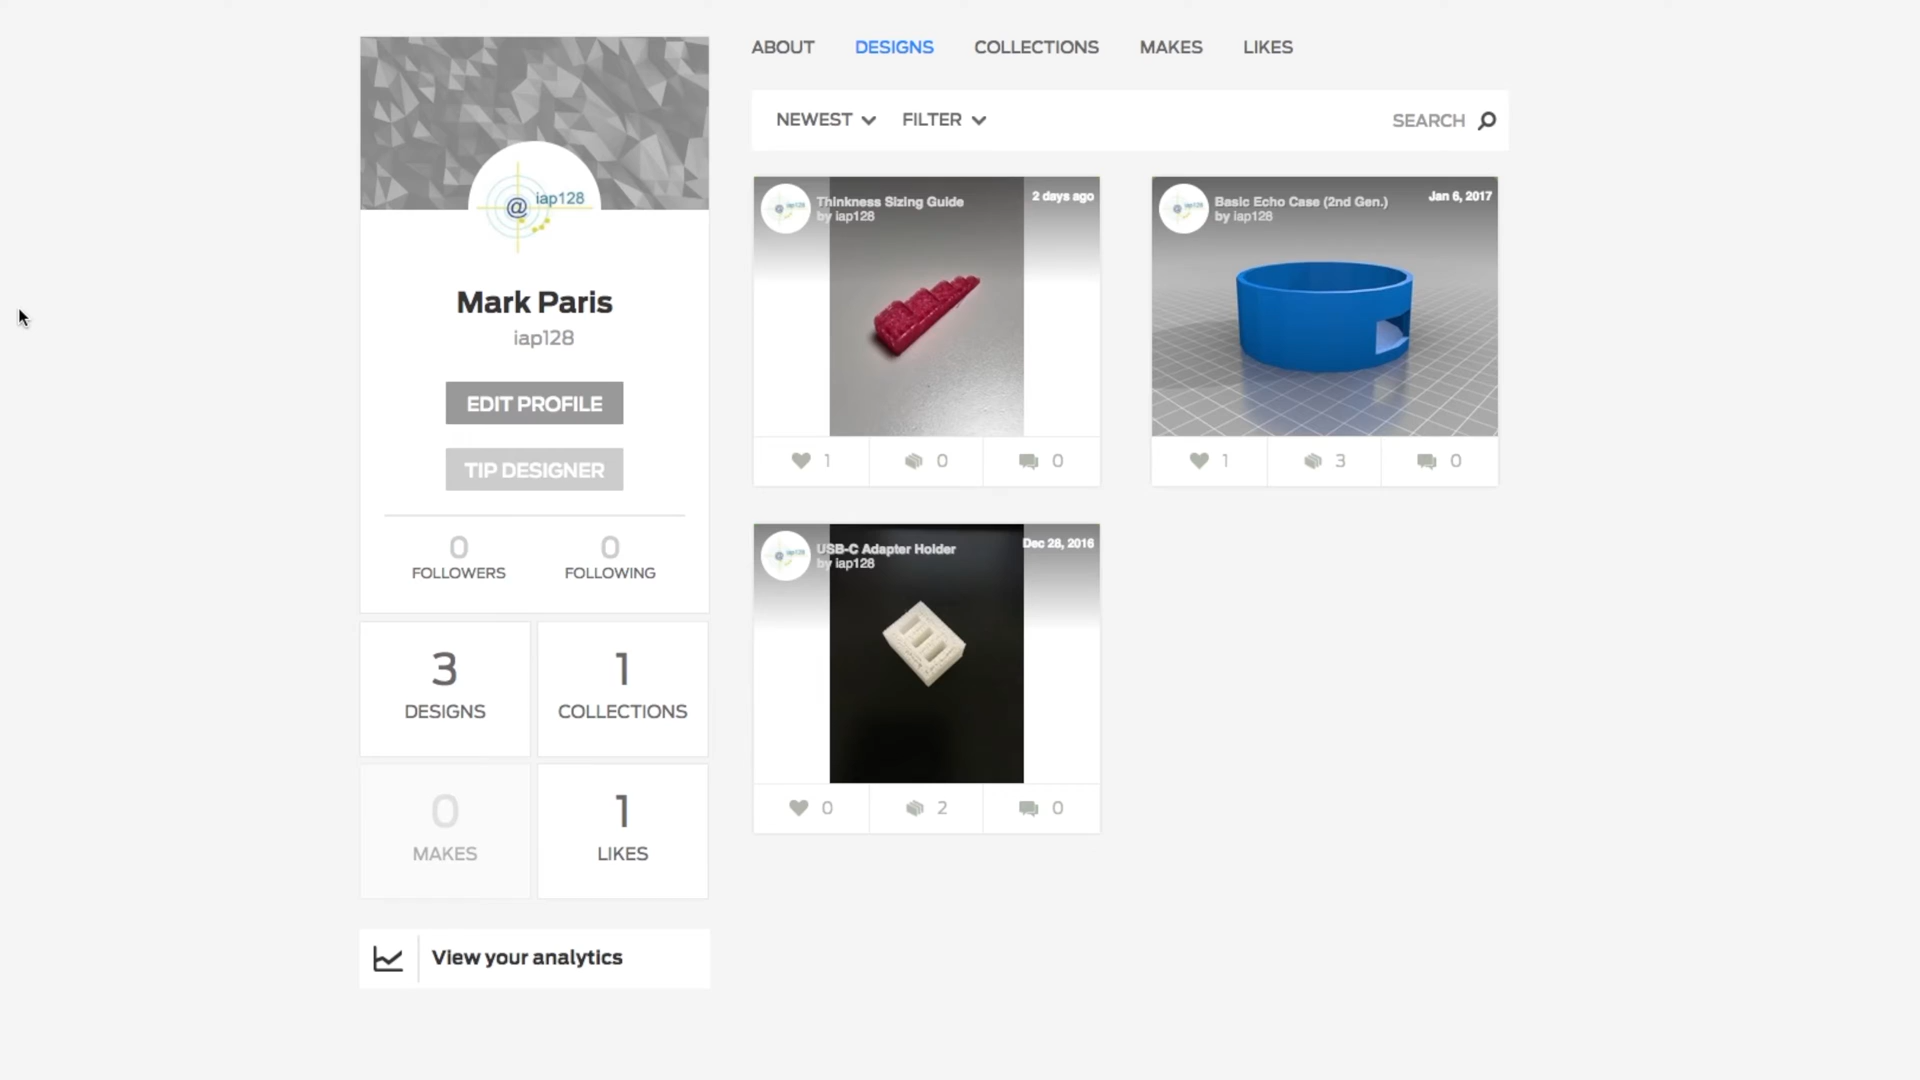 ABOUT DESIGNS COLLECTIONS MAKES LIKES
NEWEST FILTER SEARCH
@ iap128
Mark Paris
iap128
EDIT PROFILE
TIP DESIGNER
0 0
FOLLOWERS FOLLOWING
3 1
DESIGNS COLLECTIONS
0 1
MAKES LIKES
View your analytics
Thinkness Sizing Guide 2 days ago
by iap128
1 0 0
Basic Echo Case (2nd Gen.) Jan 6, 2017
by iap128
1 3 0
USB-C Adapter Holder Dec 28, 2016
by iap128
0 2 0